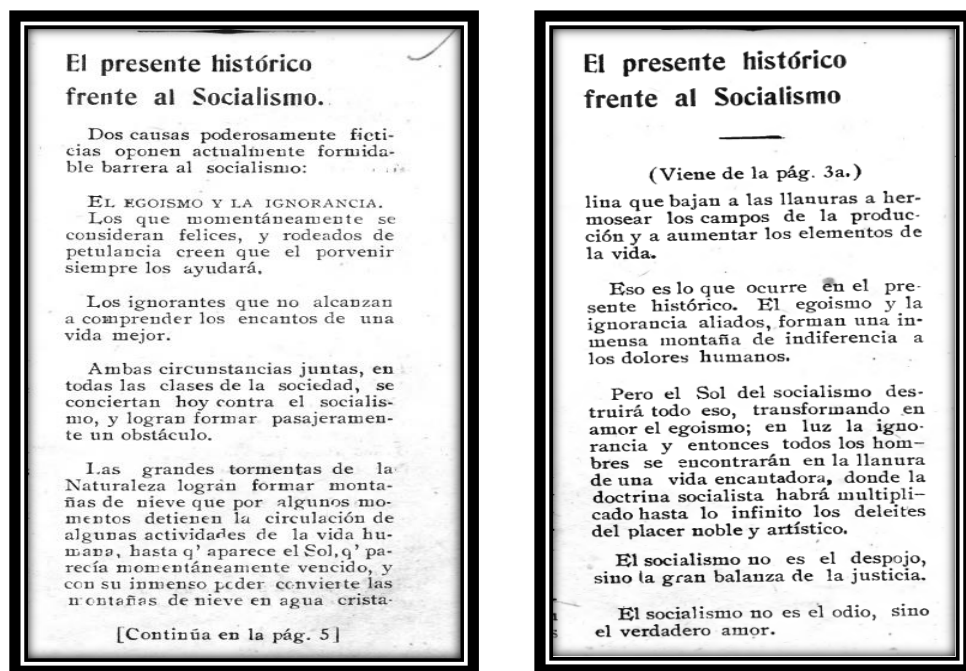 El presente histórico
frente al Socialismo.
Dos causas poderosamente ficti-
cias oponen actualmente formida-
ble barrera al socialismo:
EL EGOISMO Y LA IGNORANCIA.
Los que momentáneamente se
consideran felices, y rodeados de
petulancia creen que el porvenir
siempre los ayudará.
Los ignorantes que no alcanzan
a comprender los encantos de una
vida mejor.
Ambas circunstancias juntas, en
todas las clases de la sociedad, se
conciertan hoy contra el socialis-
mo, y logran formar pasajeramen-
te un obstáculo.
Las grandes tormentas de la
Naturaleza logran formar monta-
ñas de nieve que por algunos mo-
mentos detienen la circulación de
algunas actividades de la vida hu-
mana, hasta q' aparece el Sol, q' pa-
recía momentáneamente vencido, y
con su inmenso poder convierte las
montañas de nieve en agua crista-
[Continúa en la pág. 5]
El presente histórico
frente al Socialismo
(Viene de la pág. 3a.)
lina que bajan a las llanuras a her-
mosear los campos de la produc-
ción y a aumentar los elementos de
la vida.
Eso es lo que ocurre en el pre-
sente histórico. El egoismo y la
ignorancia aliados, forman una in-
mensa montaña de indiferencia a
los dolores humanos.
Pero el Sol del socialismo des-
truirá todo eso, transformando en
amor el egoismo; en luz la igno-
rancia y entonces todos los hom-
bres se encontrarán en la llanura
de una vida encantadora, donde la
doctrina socialista habrá multipli-
cado hasta lo infinito los deleites
del placer noble y artístico.
El socialismo no es el despojo,
sino la gran balanza de la justicia.
El socialismo no es el odio, sino
el verdadero amor.